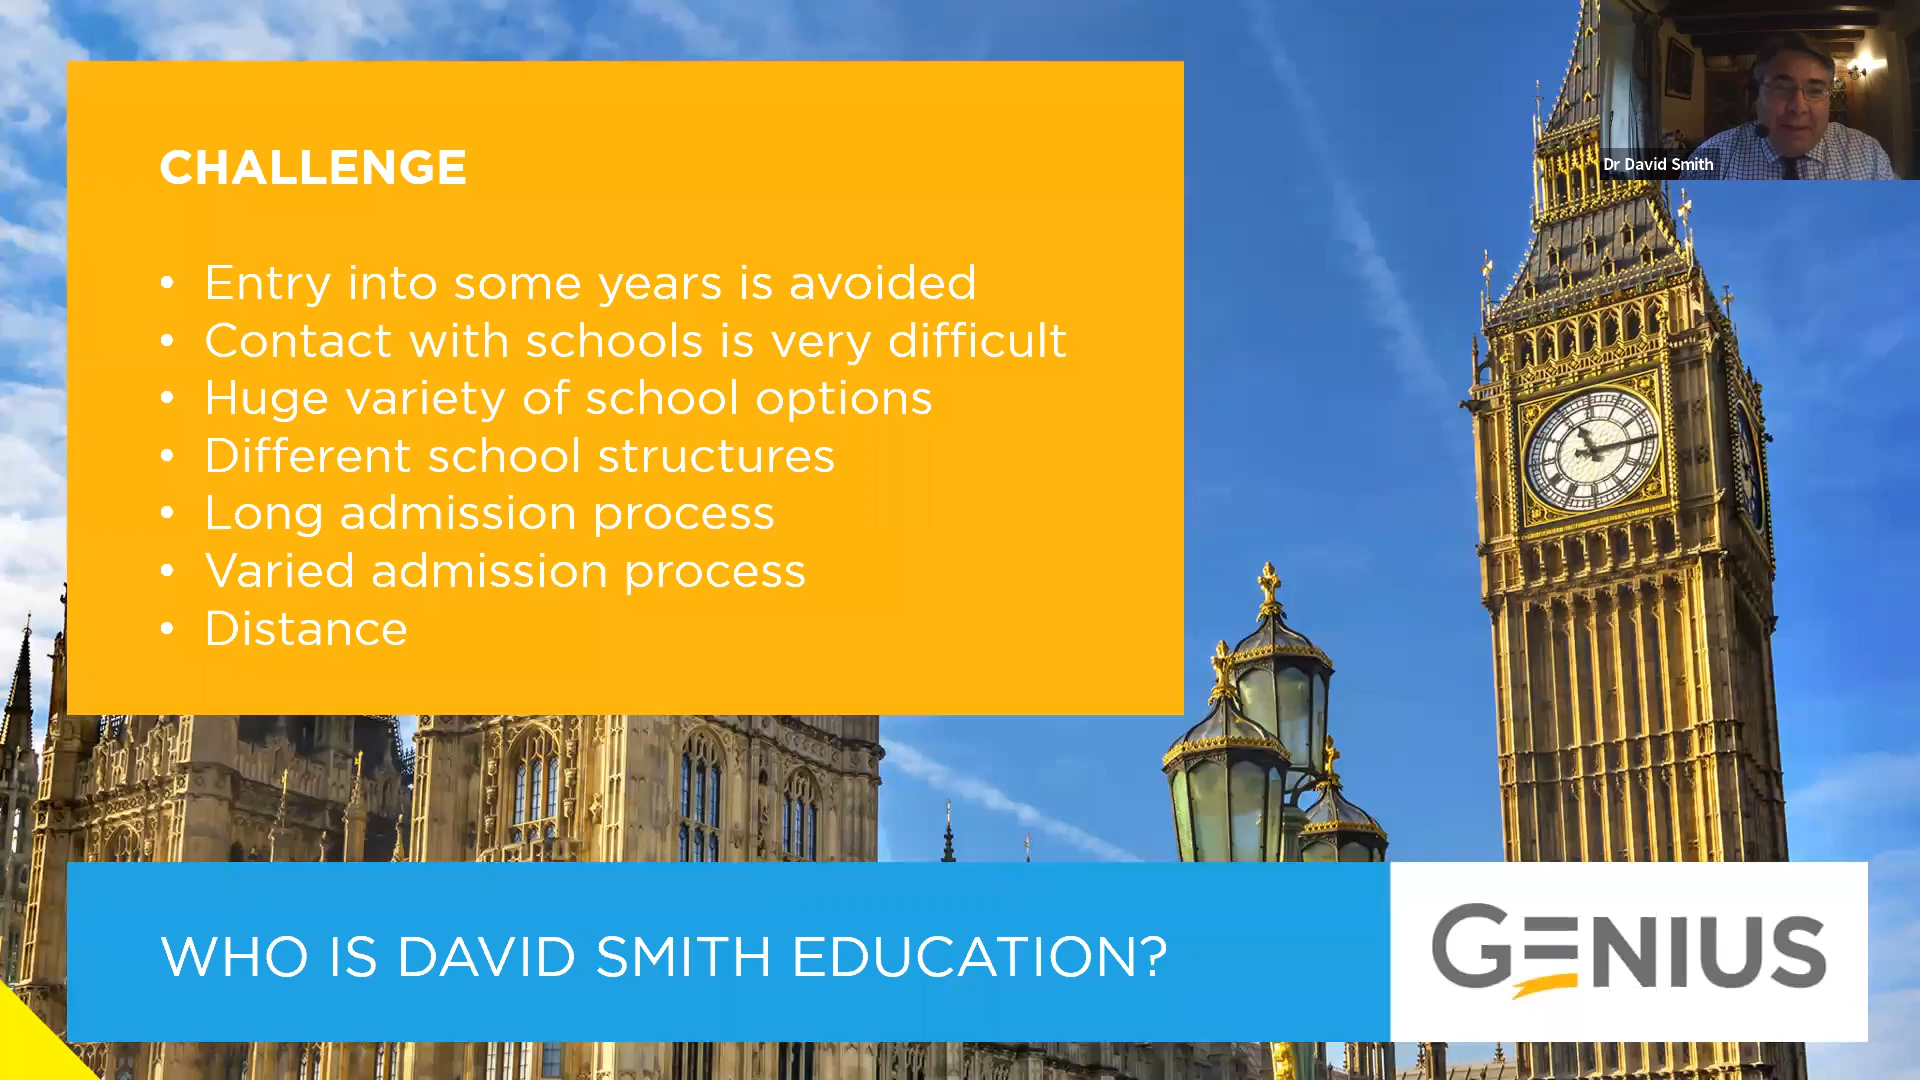 Dr David Smith
CHALLENGE
• Entry into some years is avoided
• Contact with schools is very difficult
• Huge variety of school options
• Different school structures
• Long admission process
• Varied admission process
• Distance
WHO IS DAVID SMITH EDUCATION?
GENIUS